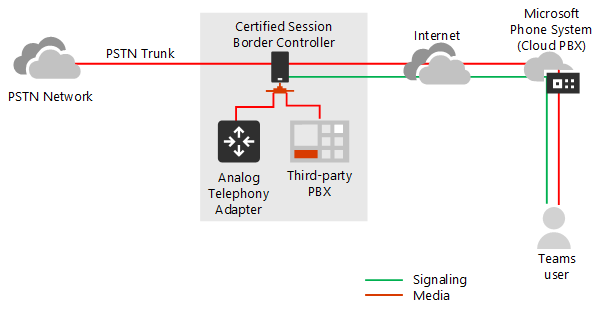 Certified Session
Border Controller
Microsoft
Phone System
(Cloud PBX)
Internet
PSTN Trunk
PSTN Network
Analog
Telephony
Adapter
Third-party
PBX
Teams
user
Signaling
Media